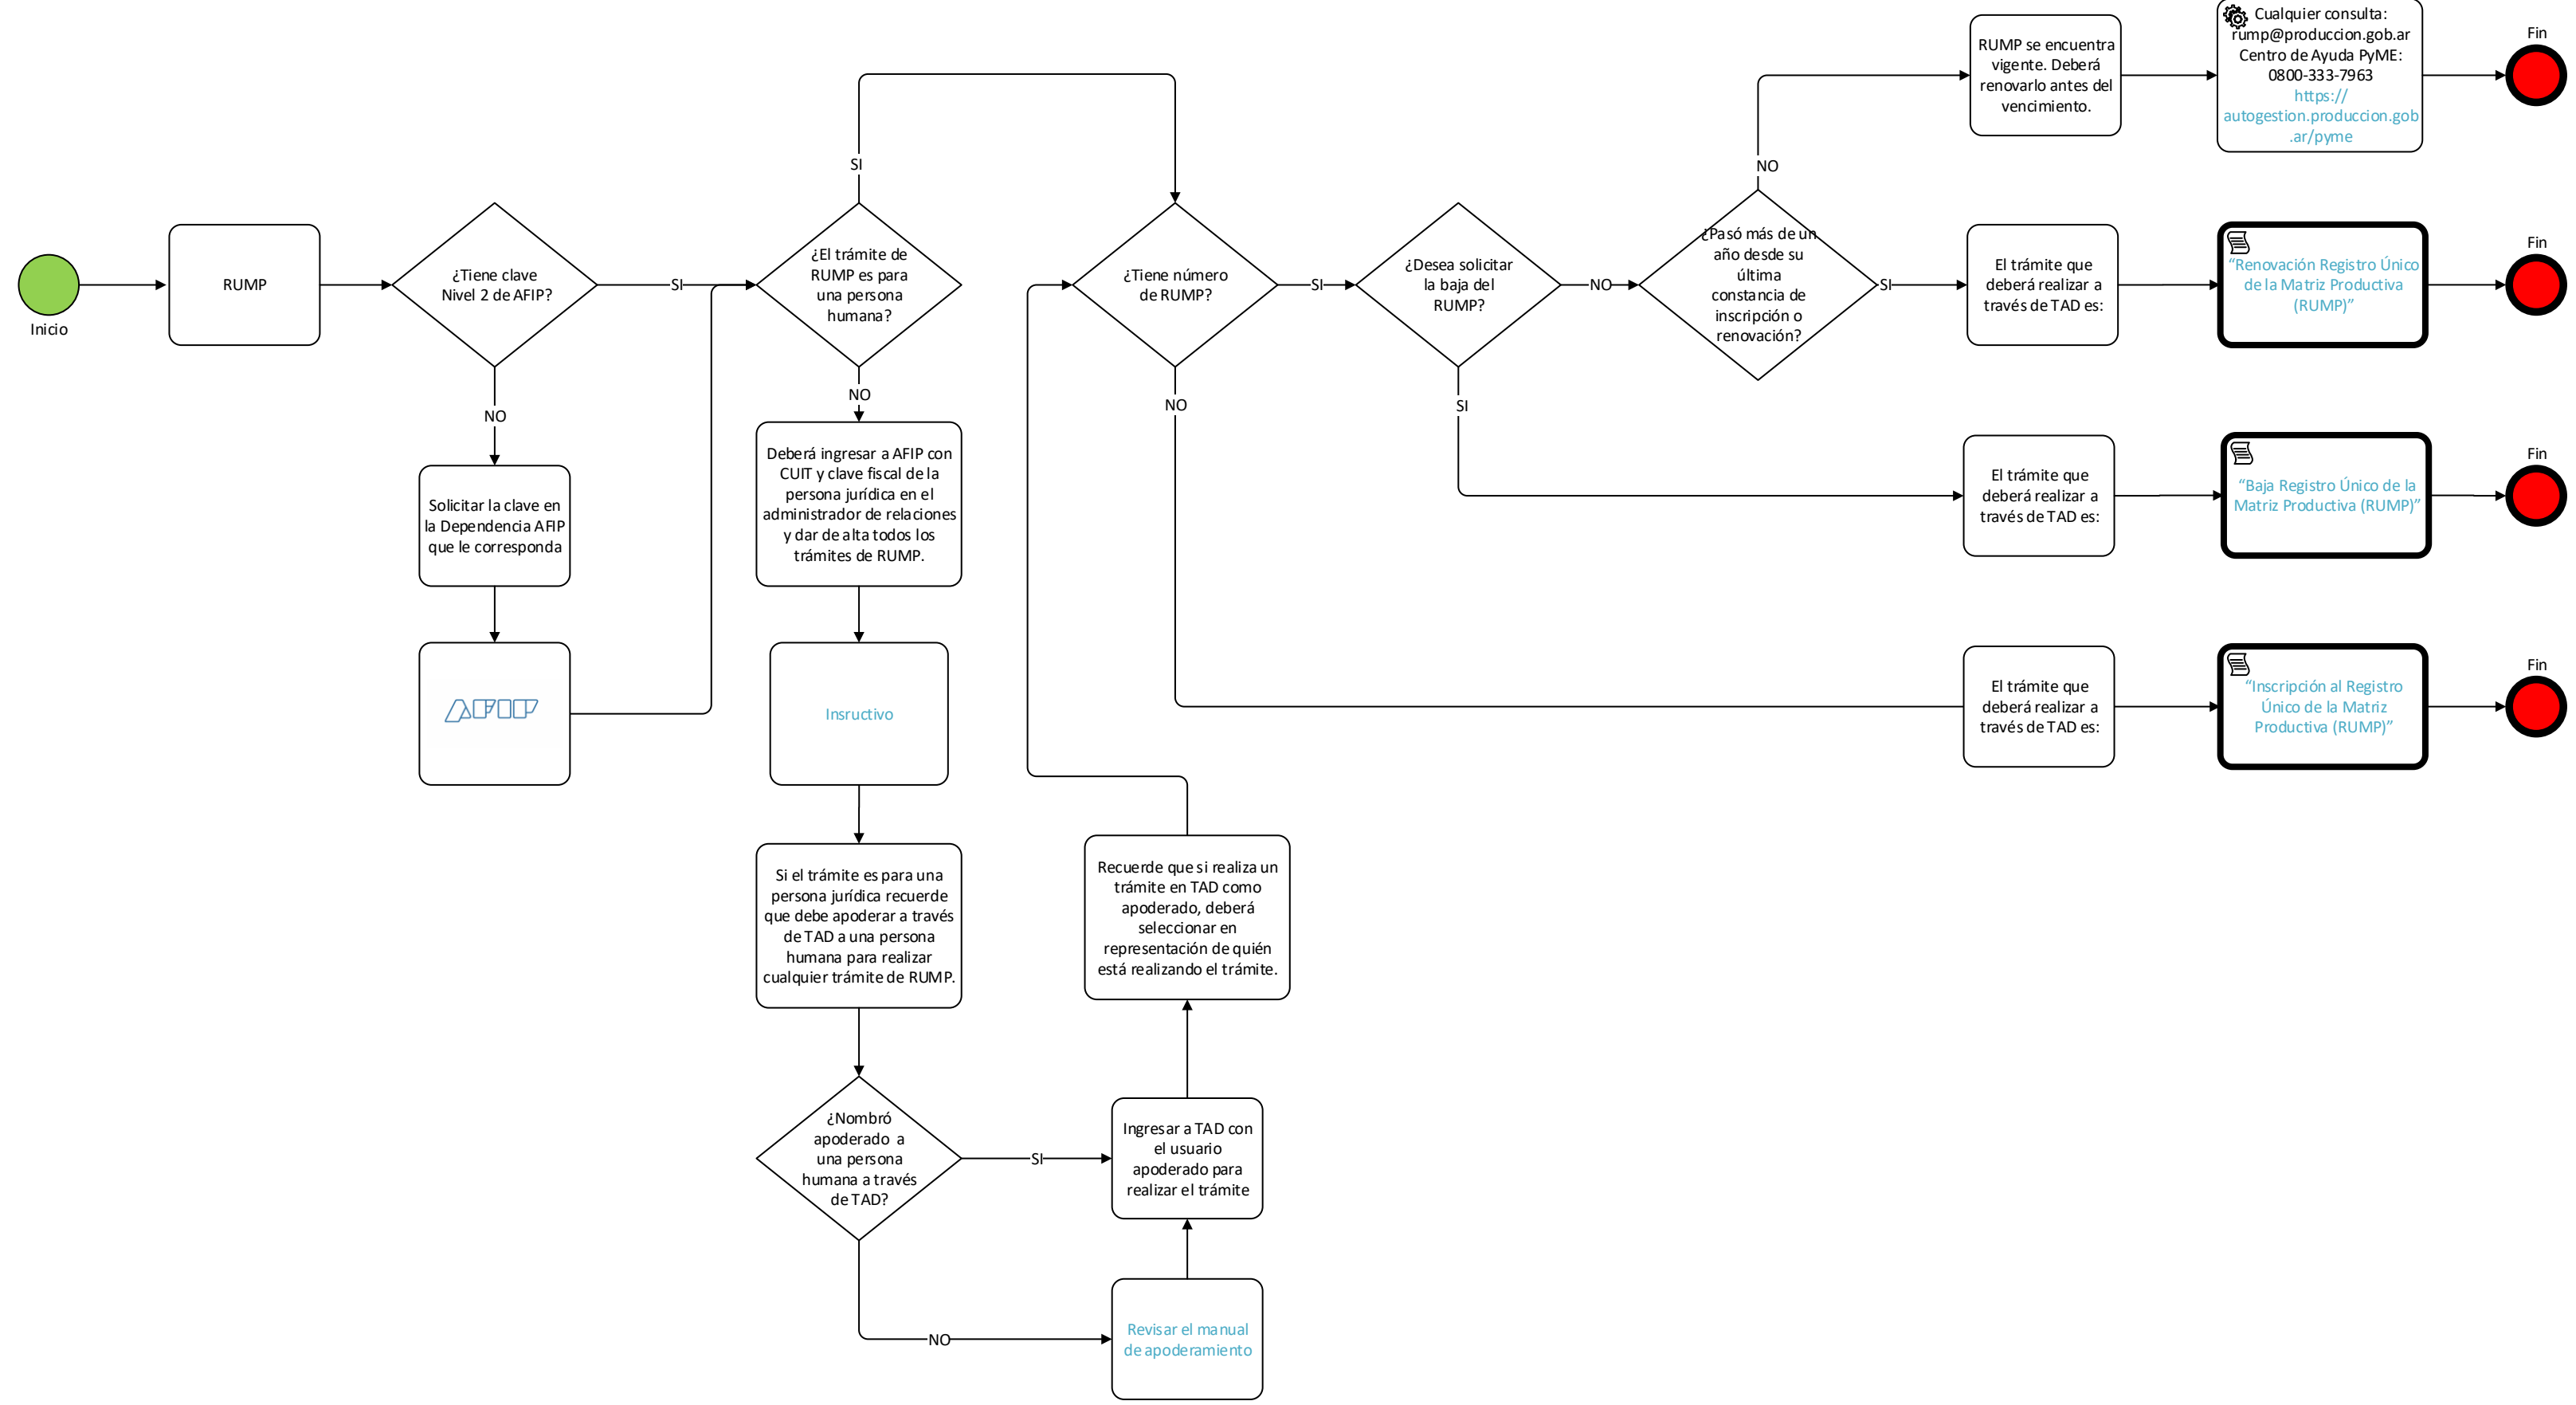 Inicio
RUMP
¿Tiene clave
Nivel 2 de AFIP?
SI
NO
Solicitar la clave en
la Dependencia AFIP
que le corresponda
AFIP
¿El trámite de
RUMP es para
una persona
humana?
SI
NO
Deberá ingresar a AFIP con
CUIT y clave fiscal de la
persona jurídica en el
administrador de relaciones
y dar de alta todos los
trámites de RUMP.
Insructivo
Si el trámite es para una
persona jurídica recuerde
que debe apoderar a través
de TAD a una persona
humana para realizar
cualquier trámite de RUMP.
¿Nombró
apoderado a
una persona
humana a través
de TAD?
SI
NO
Revisar el manual
de apoderamiento
Ingresar a TAD con
el usuario
apoderado para
realizar el trámite
Recuerde que si realiza un
trámite en TAD como
apoderado, deberá
seleccionar en
representación de quién
está realizando el trámite.
¿Tiene número
de RUMP?
SI
NO
¿Desea solicitar
la baja del
RUMP?
NO
SI
¿Pasó más de un
año desde su
última
constancia de
inscripción o
renovación?
NO
SI
RUMP se encuentra
vigente. Deberá
renovarlo antes del
vencimiento.
Cualquier consulta:
rump@produccion.gob.ar
Centro de Ayuda PyME:
0800-333-7963
https://
autogestion.produccion.gob
.ar/pyme
Fin
El trámite que
deberá realizar a
través de TAD es:
“Renovación Registro Único
de la Matriz Productiva
(RUMP)”
Fin
El trámite que
deberá realizar a
través de TAD es:
“Baja Registro Único de la
Matriz Productiva (RUMP)”
Fin
El trámite que
deberá realizar a
través de TAD es:
“Inscripción al Registro
Único de la Matriz
Productiva (RUMP)”
Fin